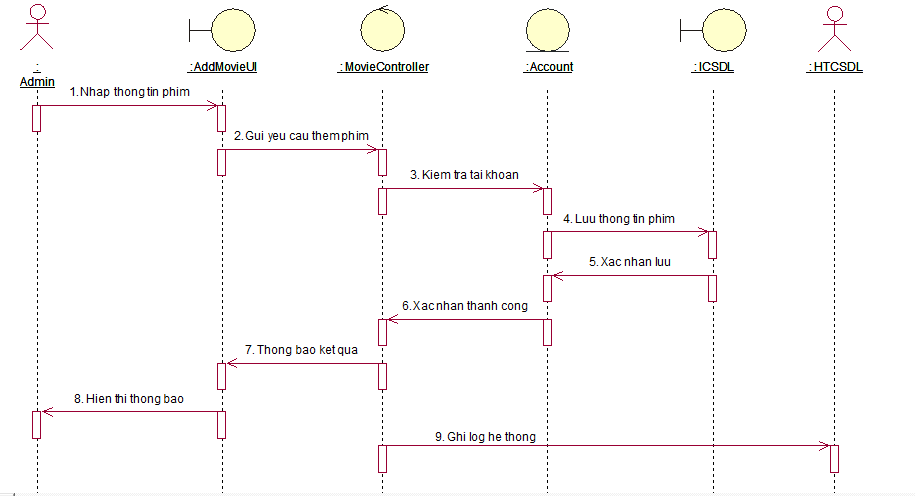 :
Admin
:AddMovieUI
:MovieController
:Account
:ICSDL
:HTCSDL
1.Nhap thong tin phim
2.Gui yeu cau them phim
3. Kiem tra tai khoan
4. Luu thong tin phim
5. Xac nhan luu
6.Xac nhan thanh cong
7. Thong bao ket qua
8. Hien thi thong bao
9. Ghi log he thong